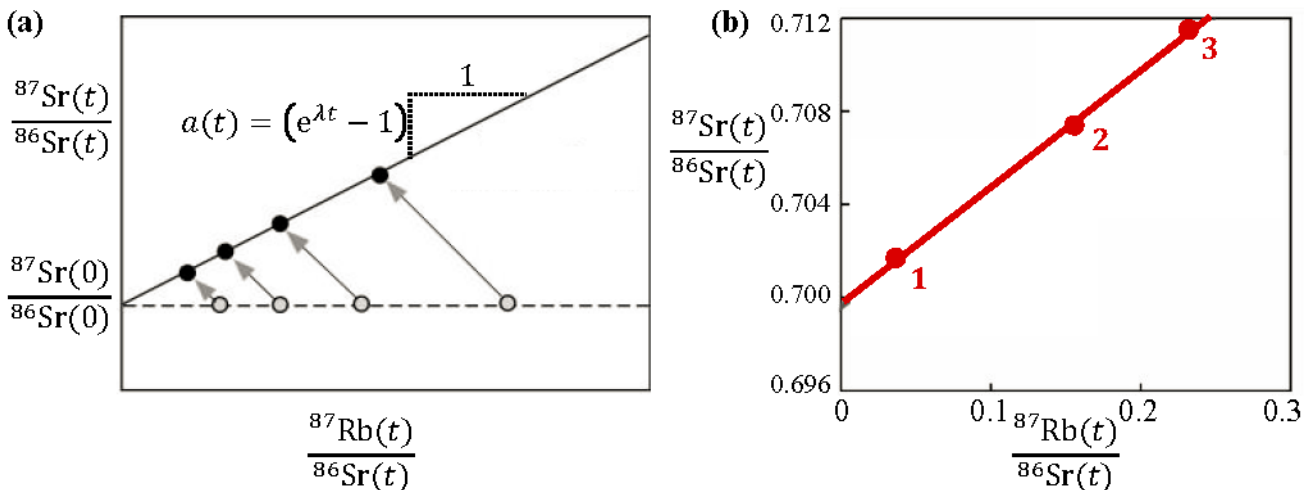 (a)
⁸⁷Sr(t)
⁸⁶Sr(t)
a(t) = (e^λt − 1)
1
⁸⁷Sr(0)
⁸⁶Sr(0)
⁸⁷Rb(t)
⁸⁶Sr(t)
(b)
⁸⁷Sr(t)
⁸⁶Sr(t)
0.712
0.708
0.704
0.700
0.696
1
2
3
0
0.1
0.2
0.3
⁸⁷Rb(t)
⁸⁶Sr(t)